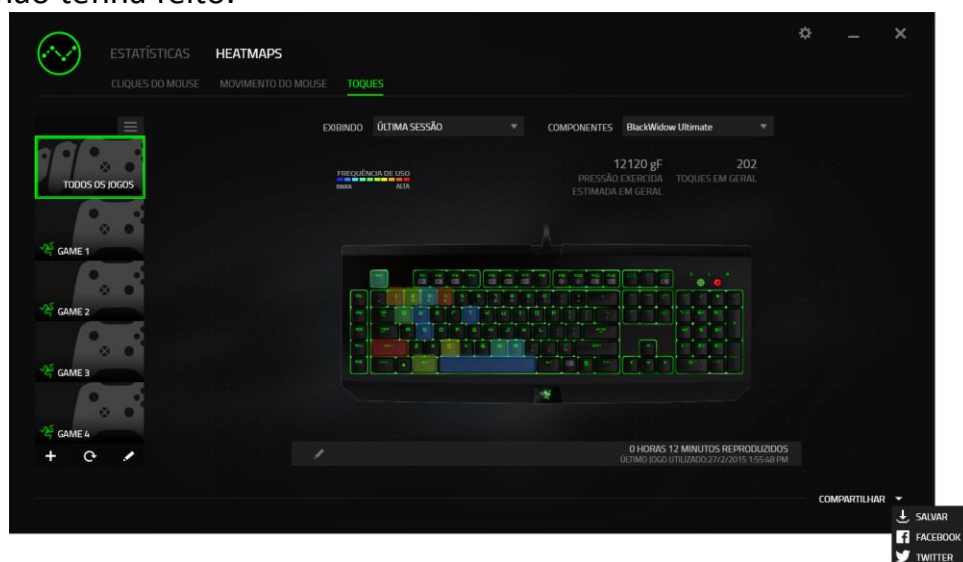 não tenha feito.
ESTATÍSTICAS HEATMAPS
CLIQUES DO MOUSE MOVIMENTO DO MOUSE TOQUES
EXIBINDO ÚLTIMA SESSÃO COMPONENTES BlackWidow Ultimate
FREQUÊNCIA DE USO
BAIXA ALTA
12120 gF 202
PRESSÃO EXERCIDA TOQUES EM GERAL
ESTIMADA EM GERAL
TODOS OS JOGOS
GAME 1
GAME 2
GAME 3
GAME 4
0 HORAS 12 MINUTOS REPRODUZIDOS
ÚLTIMO JOGO UTILIZADO:27/2/2015 1:55:48 PM
COMPARTILHAR
SALVAR
FACEBOOK
TWITTER